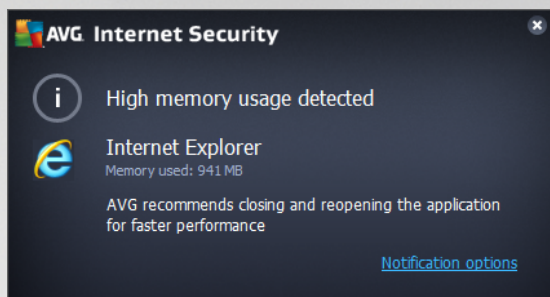 AVG Internet Security
i
High memory usage detected
Internet Explorer
Memory used: 941 MB
AVG recommends closing and reopening the application
for faster performance
Notification options